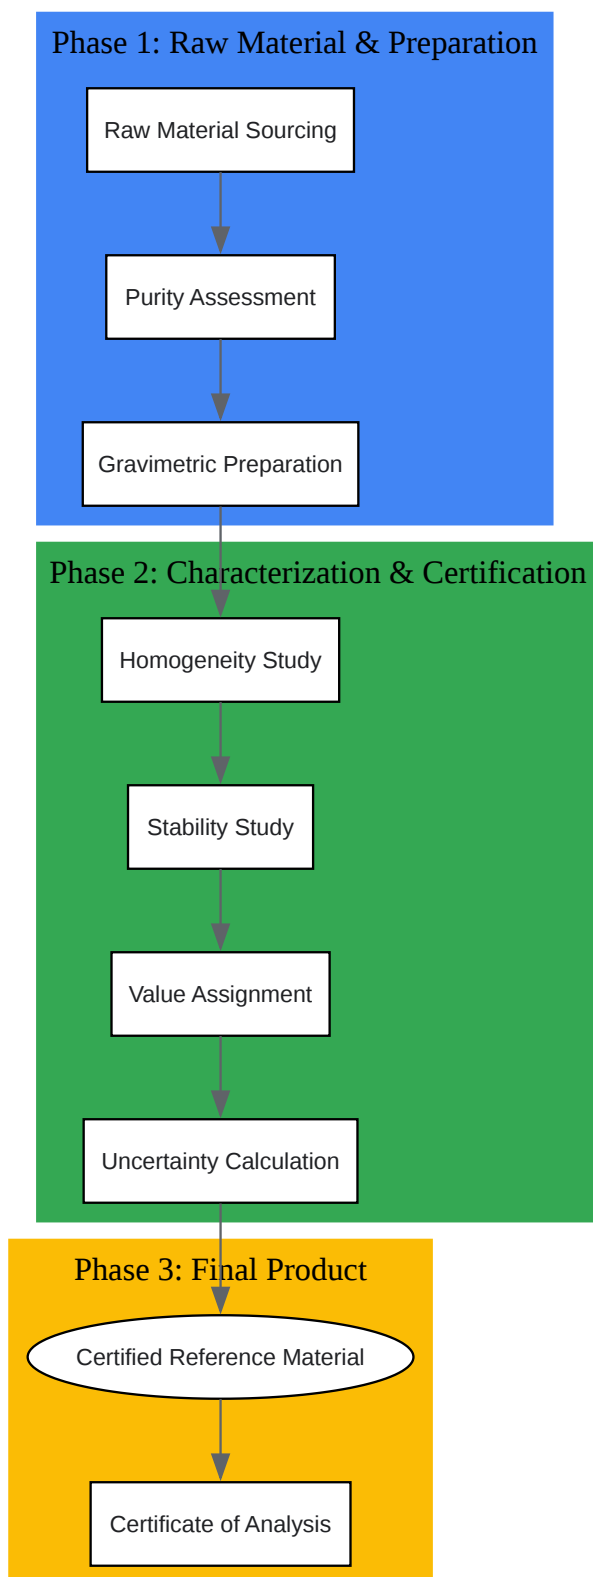 Phase 1: Raw Material & Preparation
Raw Material Sourcing
Purity Assessment
Gravimetric Preparation
Phase 2: Characterization & Certification
Homogeneity Study
Stability Study
Value Assignment
Uncertainty Calculation
Phase 3: Final Product
Certified Reference Material
Certificate of Analysis